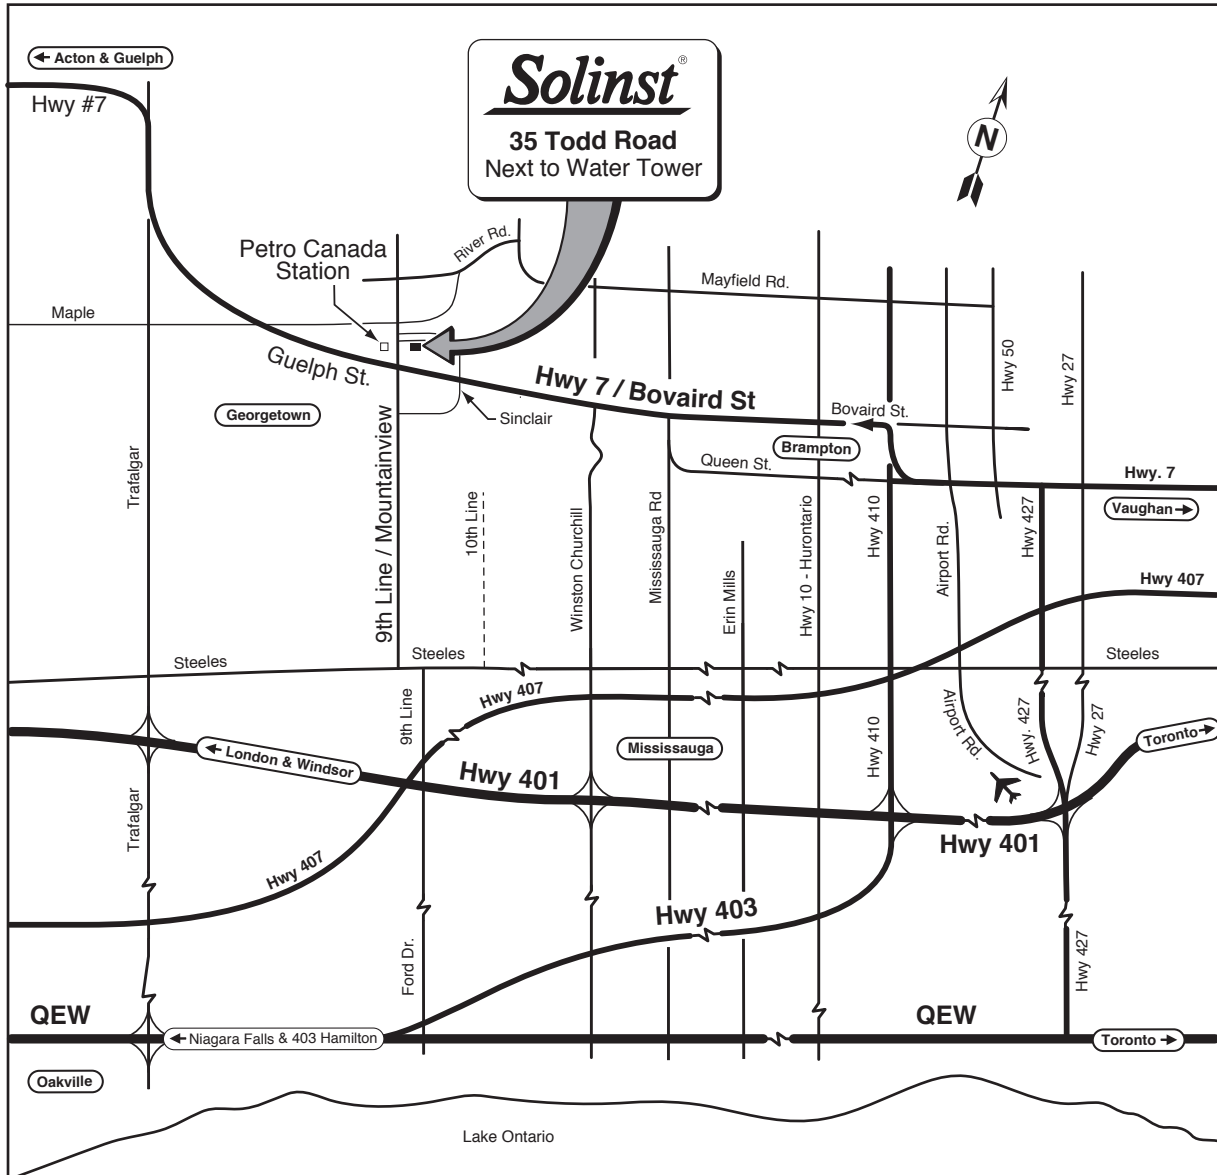 ← Acton & Guelph
Hwy #7
Solinst®
35 Todd Road
Next to Water Tower
N
Petro Canada
Station
River Rd.
Mayfield Rd.
Maple
Guelph St.
Hwy 7 / Bovaird St
Hwy 50
Hwy 27
Georgetown
Sinclair
Bovaird St.
Brampton
Queen St.
Hwy. 7
Vaughan →
Trafalgar
9th Line / Mountainview
10th Line
Winston Churchill
Mississauga Rd
Erin Mills
Hwy 10 - Hurontario
Hwy 410
Airport Rd.
Hwy 427
Hwy 407
Steeles
Steeles
Steeles
9th Line
Hwy 407
Mississauga
Hwy 410
Airport Rd.
Hwy. 427
Hwy 27
Toronto →
← London & Windsor
Hwy 401
Hwy 401
Trafalgar
Hwy 407
Hwy 403
Ford Dr.
Hwy 427
QEW
QEW
← Niagara Falls & 403 Hamilton
Toronto →
Oakville
Lake Ontario